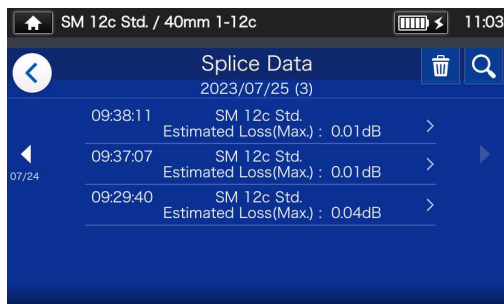 SM 12c Std. / 40mm 1-12c 11:03
Splice Data
2023/07/25 (3)
09:38:11 SM 12c Std.
Estimated Loss(Max.) : 0.01dB
09:37:07 SM 12c Std.
Estimated Loss(Max.) : 0.01dB
07/24
09:29:40 SM 12c Std.
Estimated Loss(Max.) : 0.04dB